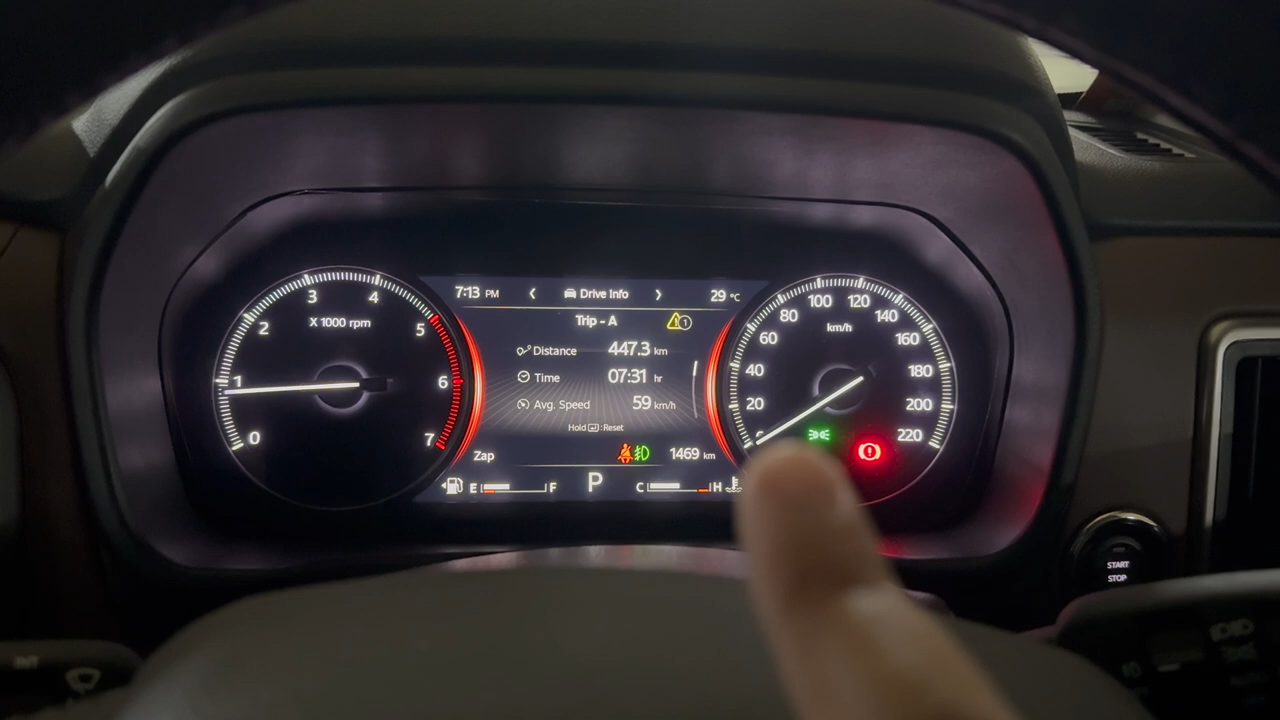 7:13 PM
Drive Info
29 °C
Trip - A
1
Distance 447.3 km
Time 07:31 hr
Avg. Speed 59 km/h
Hold : Reset
Zap
1469 km
E F
P
C H
0
1
2
3
4
5
6
7
X 1000 rpm
20
40
60
80
100
120
140
160
180
200
220
km/h
START
STOP
INT